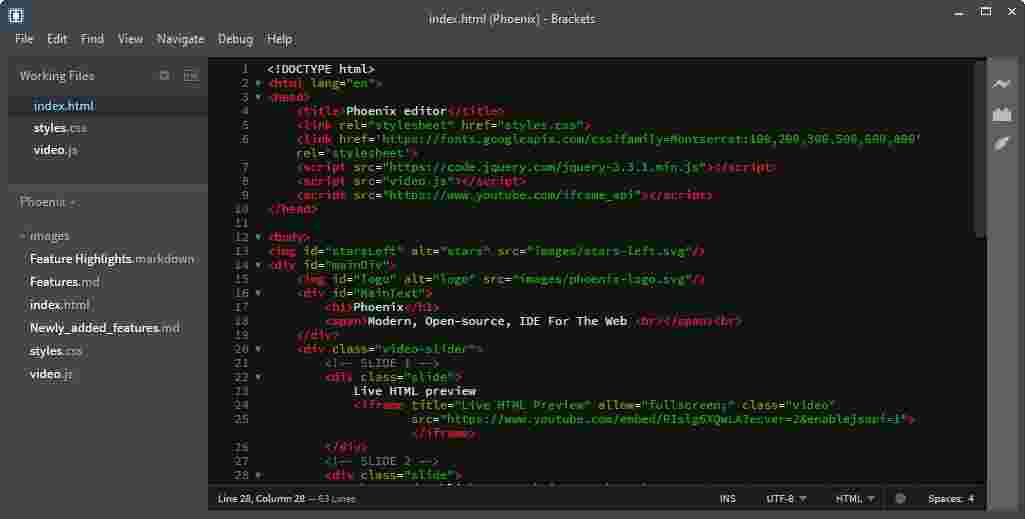 index.html (Phoenix) - Brackets
File Edit Find View Navigate Debug Help
Working Files
index.html
styles.css
video.js
Phoenix
images
Feature Highlights.markdown
Features.md
index.html
Newly_added_features.md
styles.css
video.js
1 <!DOCTYPE html>
2 <html lang="en">
3 <head>
4 <title>Phoenix editor</title>
5 <link rel="stylesheet" href="styles.css">
6 <link href='https://fonts.googleapis.com/css?family=Montserrat:100,200,300,500,600,800'
rel='stylesheet'>
7 <script src="https://code.jquery.com/jquery-3.3.1.min.js"></script>
8 <script src="video.js"></script>
9 <script src="https://www.youtube.com/iframe_api"></script>
10 </head>
11
12 <body>
13 <img id="starsLeft" alt="stars" src="images/stars-left.svg"/>
14 <div id="mainDiv">
15 <img id="logo" alt="logo" src="images/phoenix-logo.svg"/>
16 <div id="MainText">
17 <h1>Phoenix</h1>
18 <span>Modern, Open-source, IDE For The Web <br></span><br>
19 </div>
20 <div class="video-slider">
21 <!-- SLIDE 1 -->
22 <div class="slide">
23 Live HTML preview
24 <iframe title="Live HTML Preview" allow="fullscreen;" class="video"
25 src="https://www.youtube.com/embed/
</iframe>
26 </div>
27 <!-- SLIDE 2 -->
28 <div class="slide">
Line 28, Column 28 — 63 Lines INS UTF-8 HTML Spaces: 4